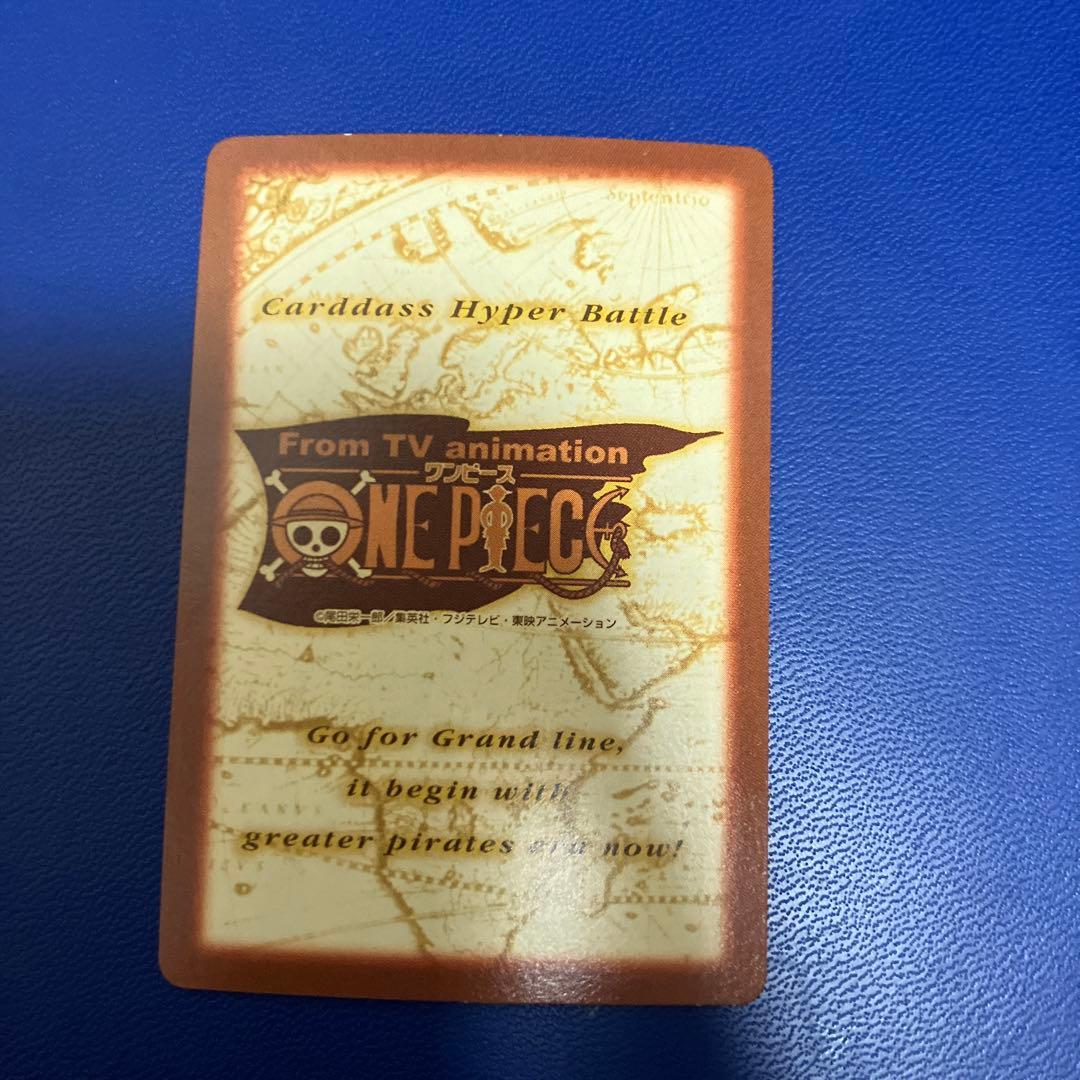 Septentrio
Carddass Hyper Battle
From TV animation
ワンピース
ONE PIECE
©尾田栄一郎／集英社・フジテレビ・東映アニメーション
Go for Grand line,
it begin with
greater pirates era now!